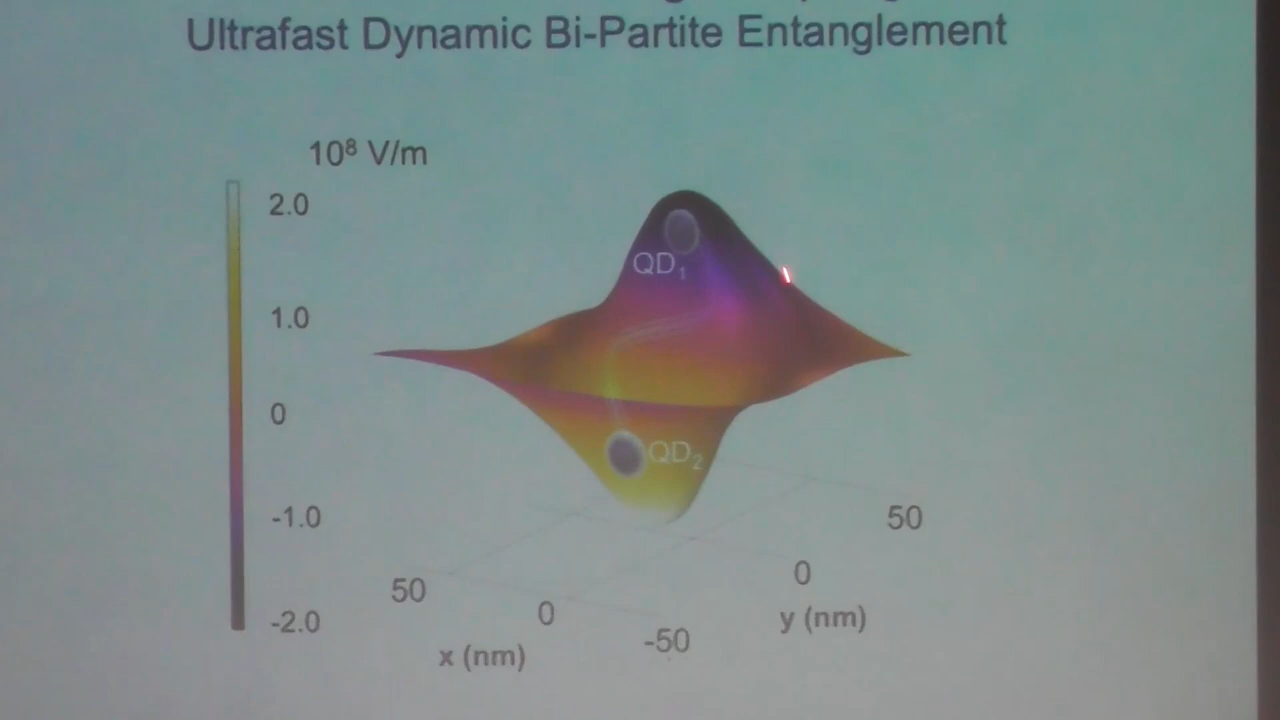 Ultrafast Dynamic Bi-Partite Entanglement
10⁸ V/m
2.0
1.0
0
-1.0
-2.0
QD₁
QD₂
50
0
-50
x (nm)
50
0
y (nm)